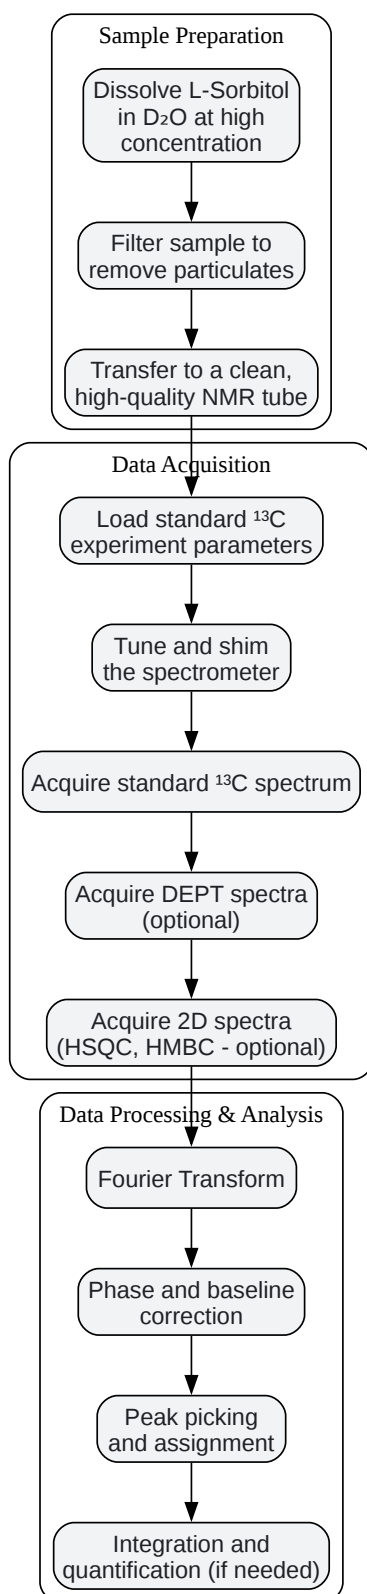 Sample Preparation
Dissolve L-Sorbitol
in D₂O at high
concentration
Filter sample to
remove particulates
Transfer to a clean,
high-quality NMR tube
Data Acquisition
Load standard ¹³C
experiment parameters
Tune and shim
the spectrometer
Acquire standard ¹³C spectrum
Acquire DEPT spectra
(optional)
Acquire 2D spectra
(HSQC, HMBC - optional)
Data Processing & Analysis
Fourier Transform
Phase and baseline
correction
Peak picking
and assignment
Integration and
quantification (if needed)